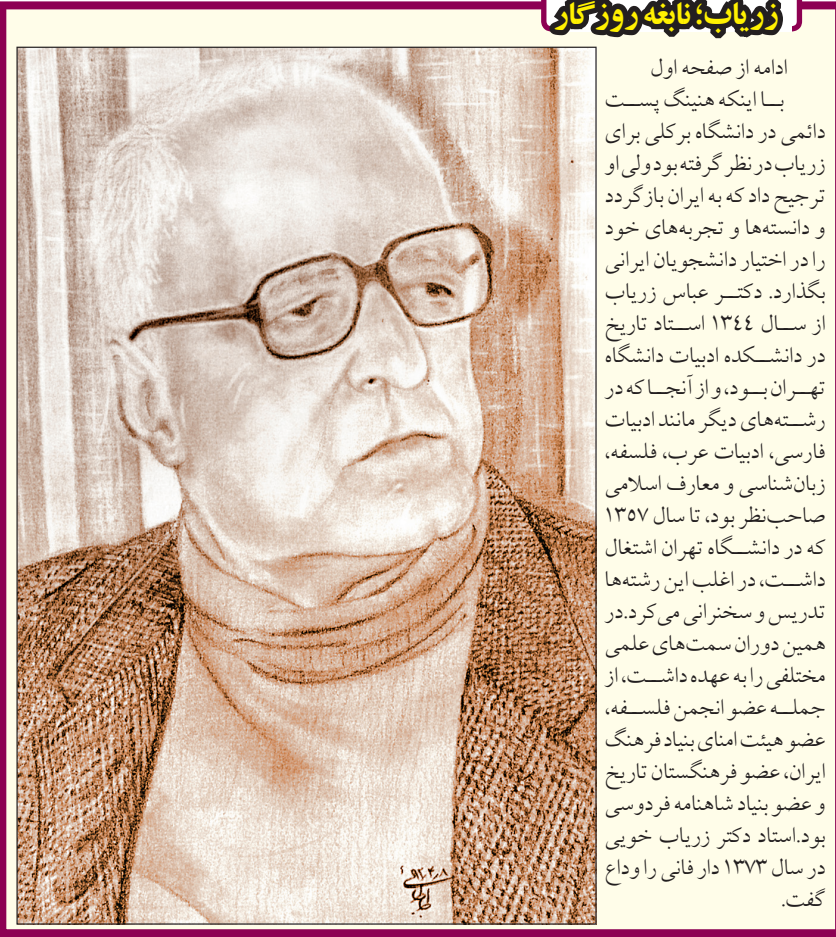 زریاب؛ نابغه روزگار
ادامه از صفحه اول
بـا اینکه هنینگ پست
دائمی در دانشگاه برکلی برای
زریاب در نظر گرفته بود ولی او
ترجیح داد که به ایران بازگردد
و دانسته‌ها و تجربه‌های خود
را در اختیار دانشجویان ایرانی
بگذارد. دکتر عباس زریاب
از سال ۱۳٤٤ استاد تاریخ
در دانشکده ادبیات دانشگاه
تهران بود، و از آنجا که در
رشته‌های دیگر مانند ادبیات
فارسی، ادبیات عرب، فلسفه،
زبان‌شناسی و معارف اسلامی
صاحب‌نظر بود، تا سال ۱۳۵۷
که در دانشگاه تهران اشتغال
داشت، در اغلب این رشته‌ها
تدریس و سخنرانی می‌کرد.در
همین دوران سمت‌های علمی
مختلفی را به عهده داشت، از
جمله عضو انجمن فلسفه،
عضو هیئت امنای بنیاد فرهنگ
ایران، عضو فرهنگستان تاریخ
و عضو بنیاد شاهنامه فردوسی
بود.استاد دکتر زریاب خویی
در سال ۱۳۷۳ دار فانی را وداع
گفت.